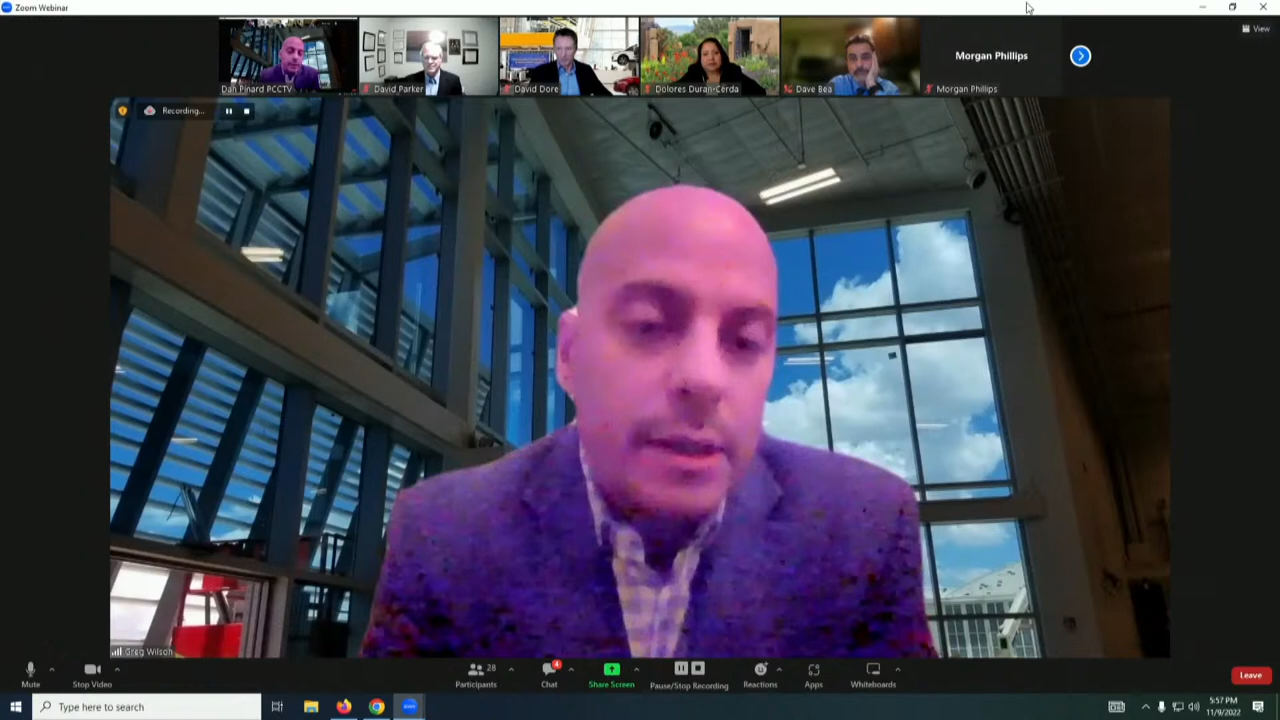 Zoom Webinar
View
Dan Pinard PCCTV
David Parker
David Dore
Dolores Duran-Cerda
Dave Bea
Morgan Phillips
Morgan Phillips
Recording...
Greg Wilson
Mute
Stop Video
28
Participants
4
Chat
Share Screen
Pause/Stop Recording
Reactions
Apps
Whiteboards
Leave
Type here to search
5:57 PM
11/9/2022